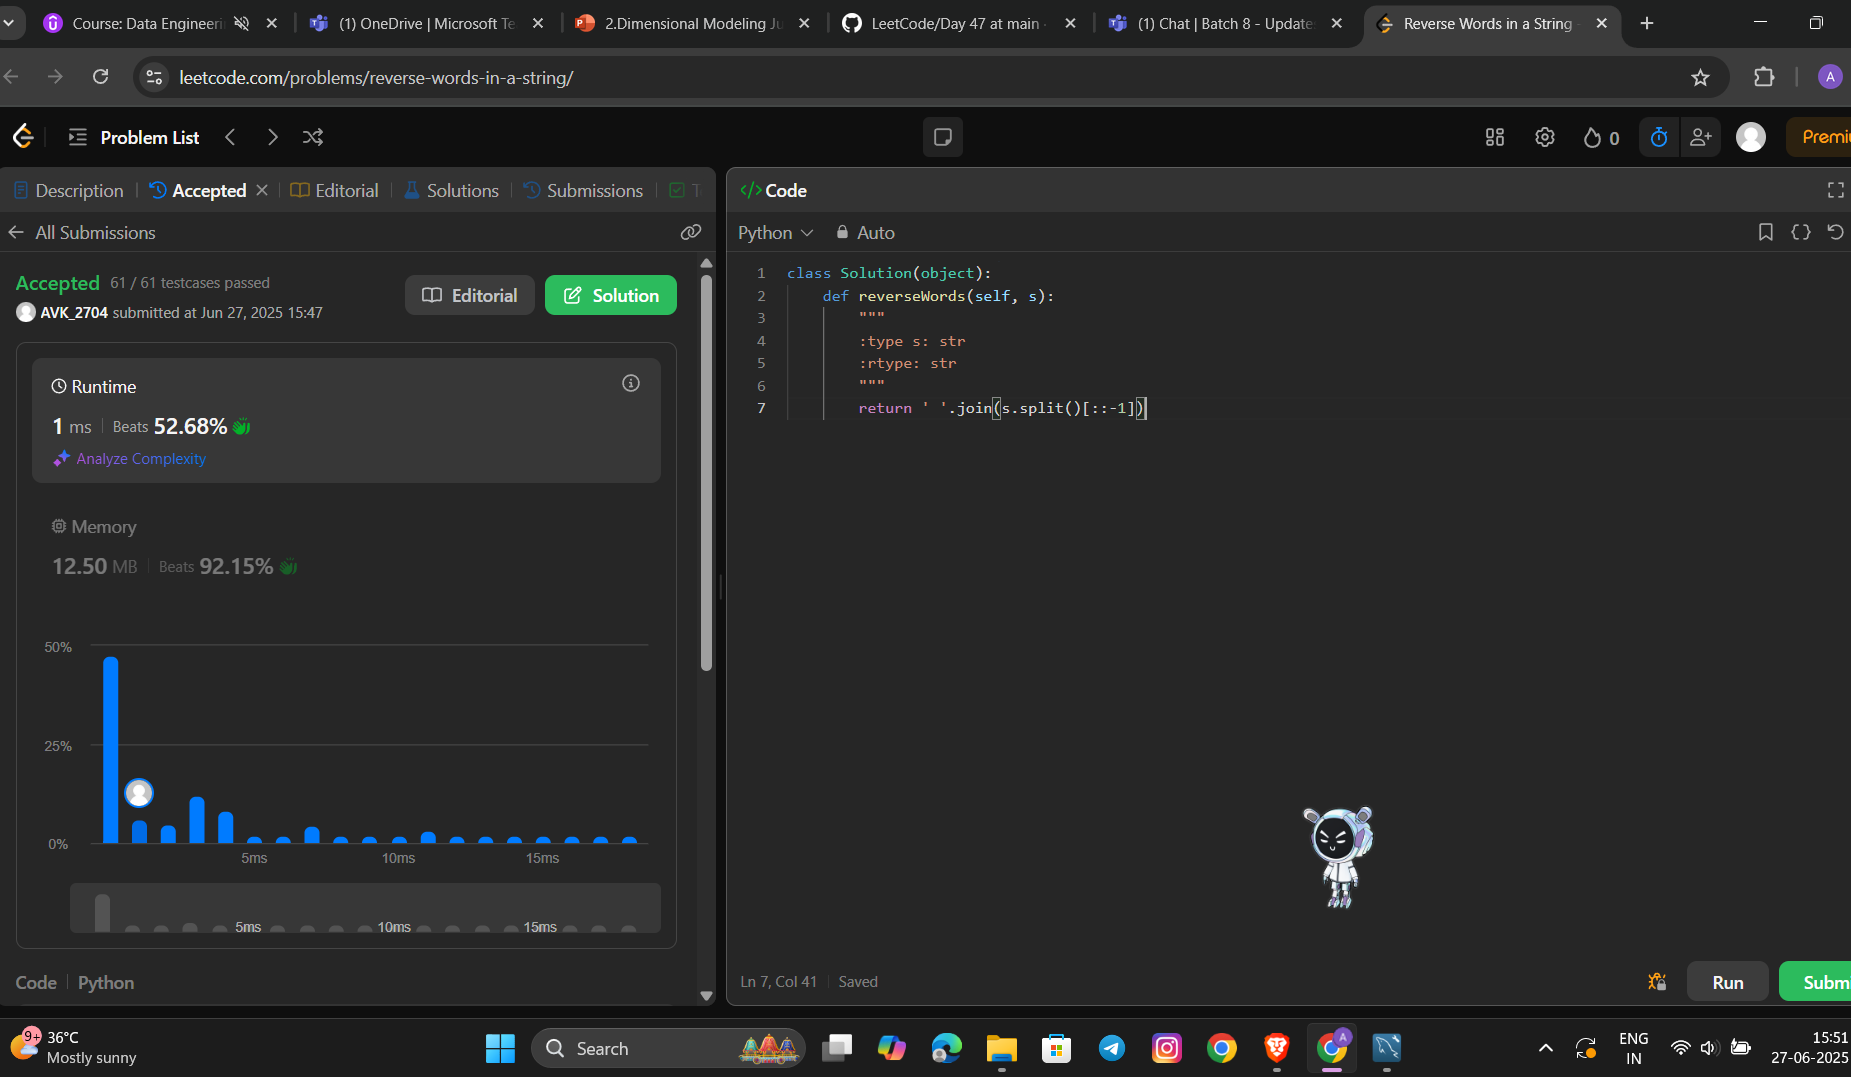 Course: Data Engineeri
(1) OneDrive | Microsoft Te
2.Dimensional Modeling Ju
LeetCode/Day 47 at main
(1) Chat | Batch 8 - Update
Reverse Words in a String
leetcode.com/problems/reverse-words-in-a-string/
A
Problem List
0
Premiu
Description
Accepted
Editorial
Solutions
Submissions
T
All Submissions
Accepted 61 / 61 testcases passed
AVK_2704 submitted at Jun 27, 2025 15:47
Editorial
Solution
Runtime
1 ms | Beats 52.68%
Analyze Complexity
Memory
12.50 MB | Beats 92.15%
50%
25%
0%
5ms 10ms 15ms
5ms 10ms 15ms
Code | Python
</> Code
Python
Auto
1 class Solution(object):
2 def reverseWords(self, s):
3 """
4 :type s: str
5 :rtype: str
6 """
7 return ' '.join(s.split()[::-1])
Ln 7, Col 41 Saved
Run
Submi
9+
36°C
Mostly sunny
Search
A
ENG
IN
15:51
27-06-2025